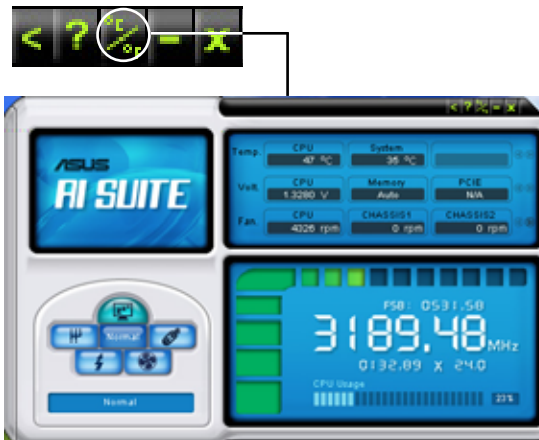 < ? °C/°F - x
< ? °C/°F - x
ASUS
AI SUITE
Temp. CPU System
47 °C 35 °C
Volt. CPU Memory PCIE
1.3280 V Auto N/A
Fan. CPU CHASSIS1 CHASSIS2
4326 rpm 0 rpm 0 rpm
FSB: 0531.58
3189.48 MHz
0132.89 X 24.0
CPU Usage
23%
Normal
Normal